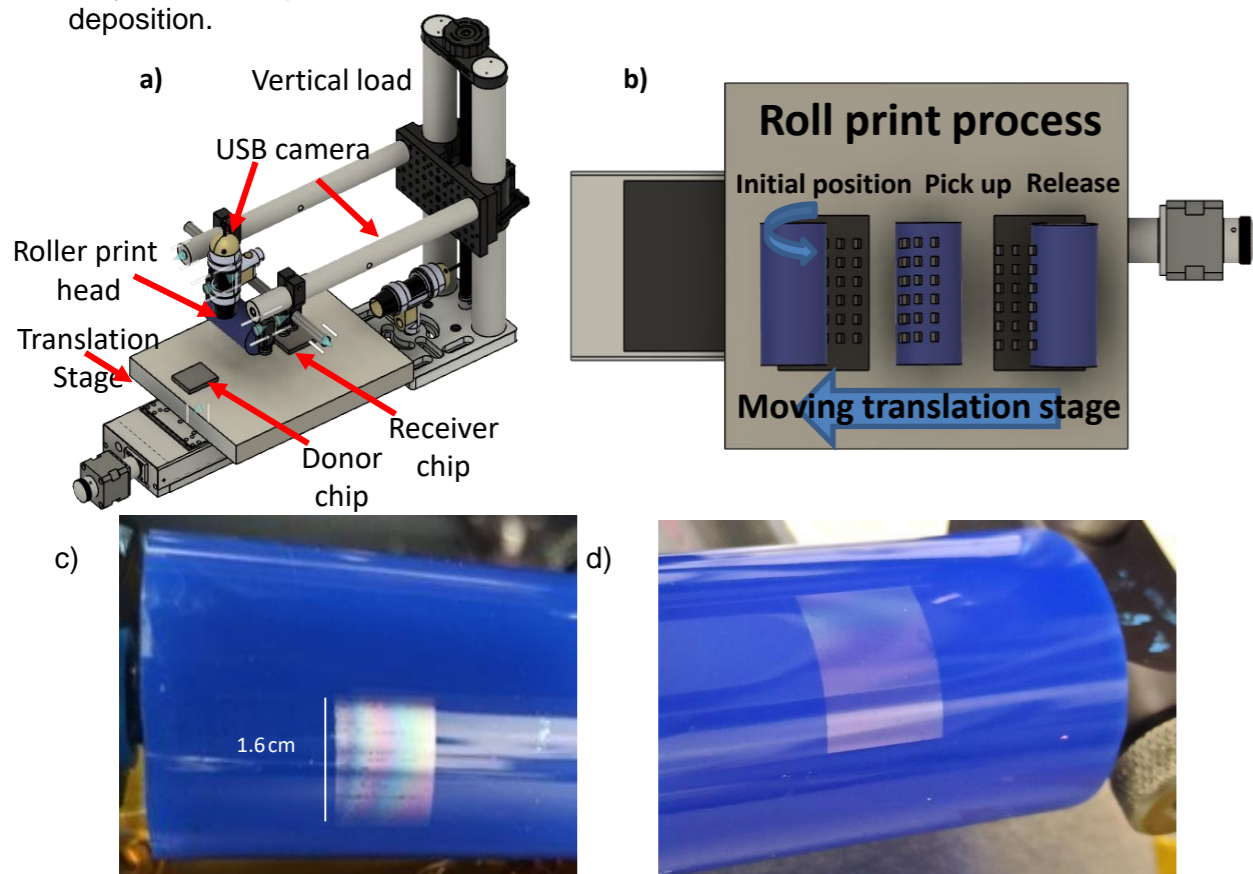 deposition.
a)
Vertical load
USB camera
Roller print
head
Translation
Stage
Donor
chip
Receiver
chip
b)
Roll print process
Initial position
Pick up
Release
Moving translation stage
c)
1.6 cm
d)